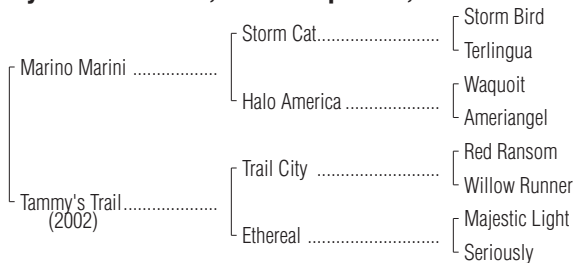 Storm Bird
Storm Cat....................
Terlingua
Marino Marini ..................
Waquoit
Halo America ....................
Ameriangel
Red Ransom
Trail City ..........................
Willow Runner
Tammy's Trail....................
(2002)
Majestic Light
Ethereal ............................
Seriously